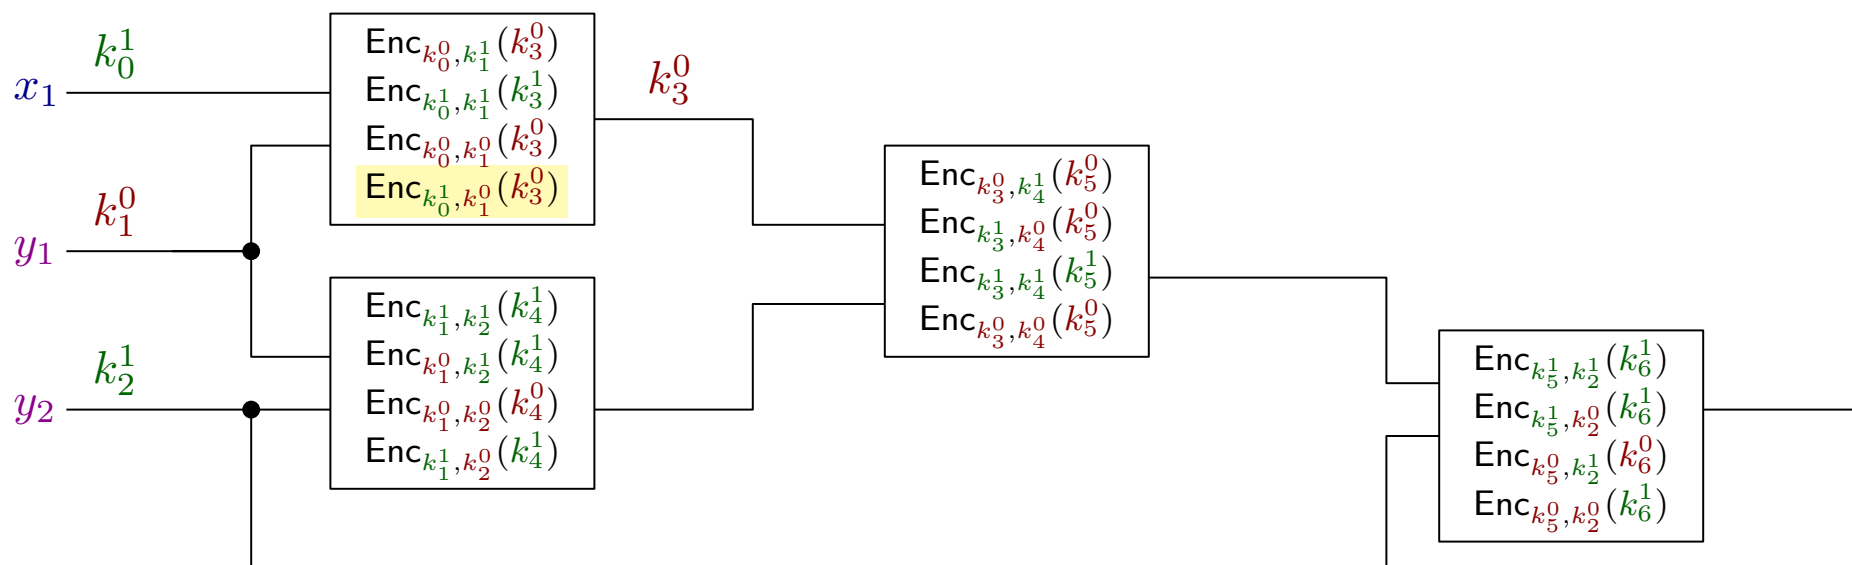 x_1
k_0^1
Enc_{k_0^0,k_1^1}(k_3^0)
Enc_{k_0^1,k_1^1}(k_3^1)
Enc_{k_0^0,k_1^0}(k_3^0)
Enc_{k_0^1,k_1^0}(k_3^0)
k_3^0
y_1
k_1^0
y_2
k_2^1
Enc_{k_1^1,k_2^1}(k_4^1)
Enc_{k_1^0,k_2^1}(k_4^1)
Enc_{k_1^0,k_2^0}(k_4^0)
Enc_{k_1^1,k_2^0}(k_4^1)
Enc_{k_3^0,k_4^1}(k_5^0)
Enc_{k_3^1,k_4^0}(k_5^0)
Enc_{k_3^1,k_4^1}(k_5^1)
Enc_{k_3^0,k_4^0}(k_5^0)
Enc_{k_5^1,k_2^1}(k_6^1)
Enc_{k_5^1,k_2^0}(k_6^1)
Enc_{k_5^0,k_2^1}(k_6^0)
Enc_{k_5^0,k_2^0}(k_6^1)